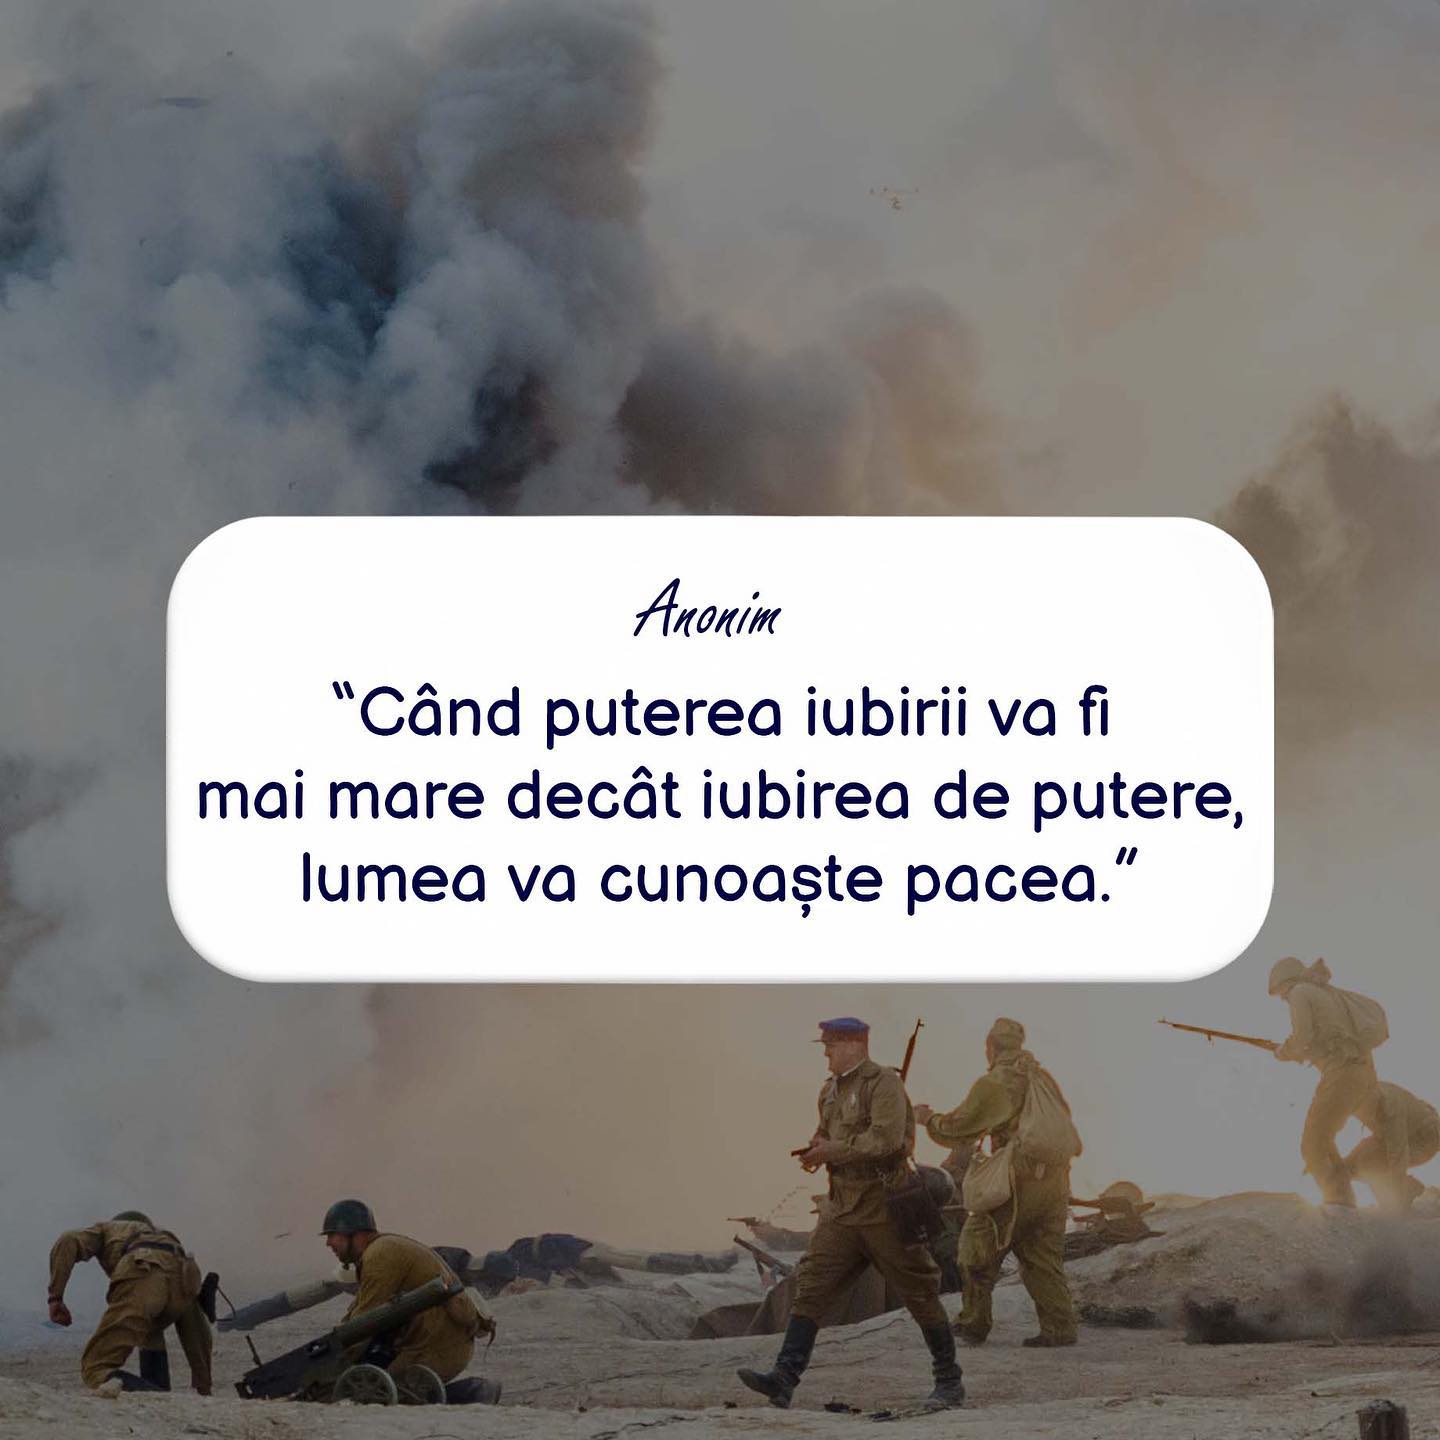 Anonim
“Când puterea iubirii va fi
mai mare decât iubirea de putere,
lumea va cunoaște pacea.”